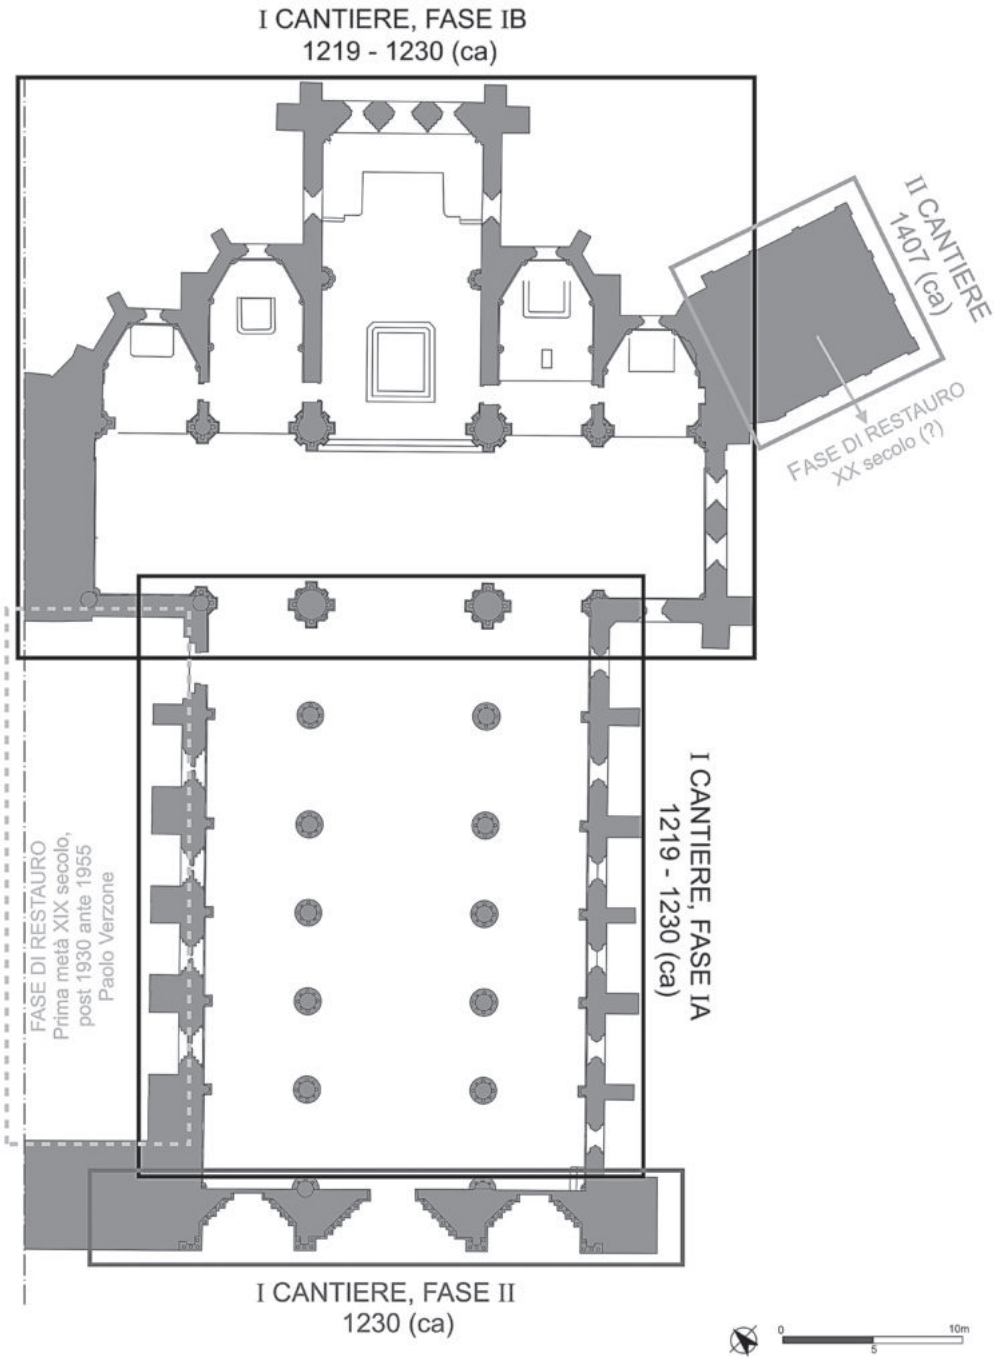 I CANTIERE, FASE IB
1219 - 1230 (ca)
II CANTIERE
1407 (ca)
FASE DI RESTAURO
XX secolo (?)
I CANTIERE, FASE IA
1219 - 1230 (ca)
FASE DI RESTAURO
Prima metà XIX secolo,
post 1930 ante 1955
Paolo Verzone
I CANTIERE, FASE II
1230 (ca)
0
10m
5